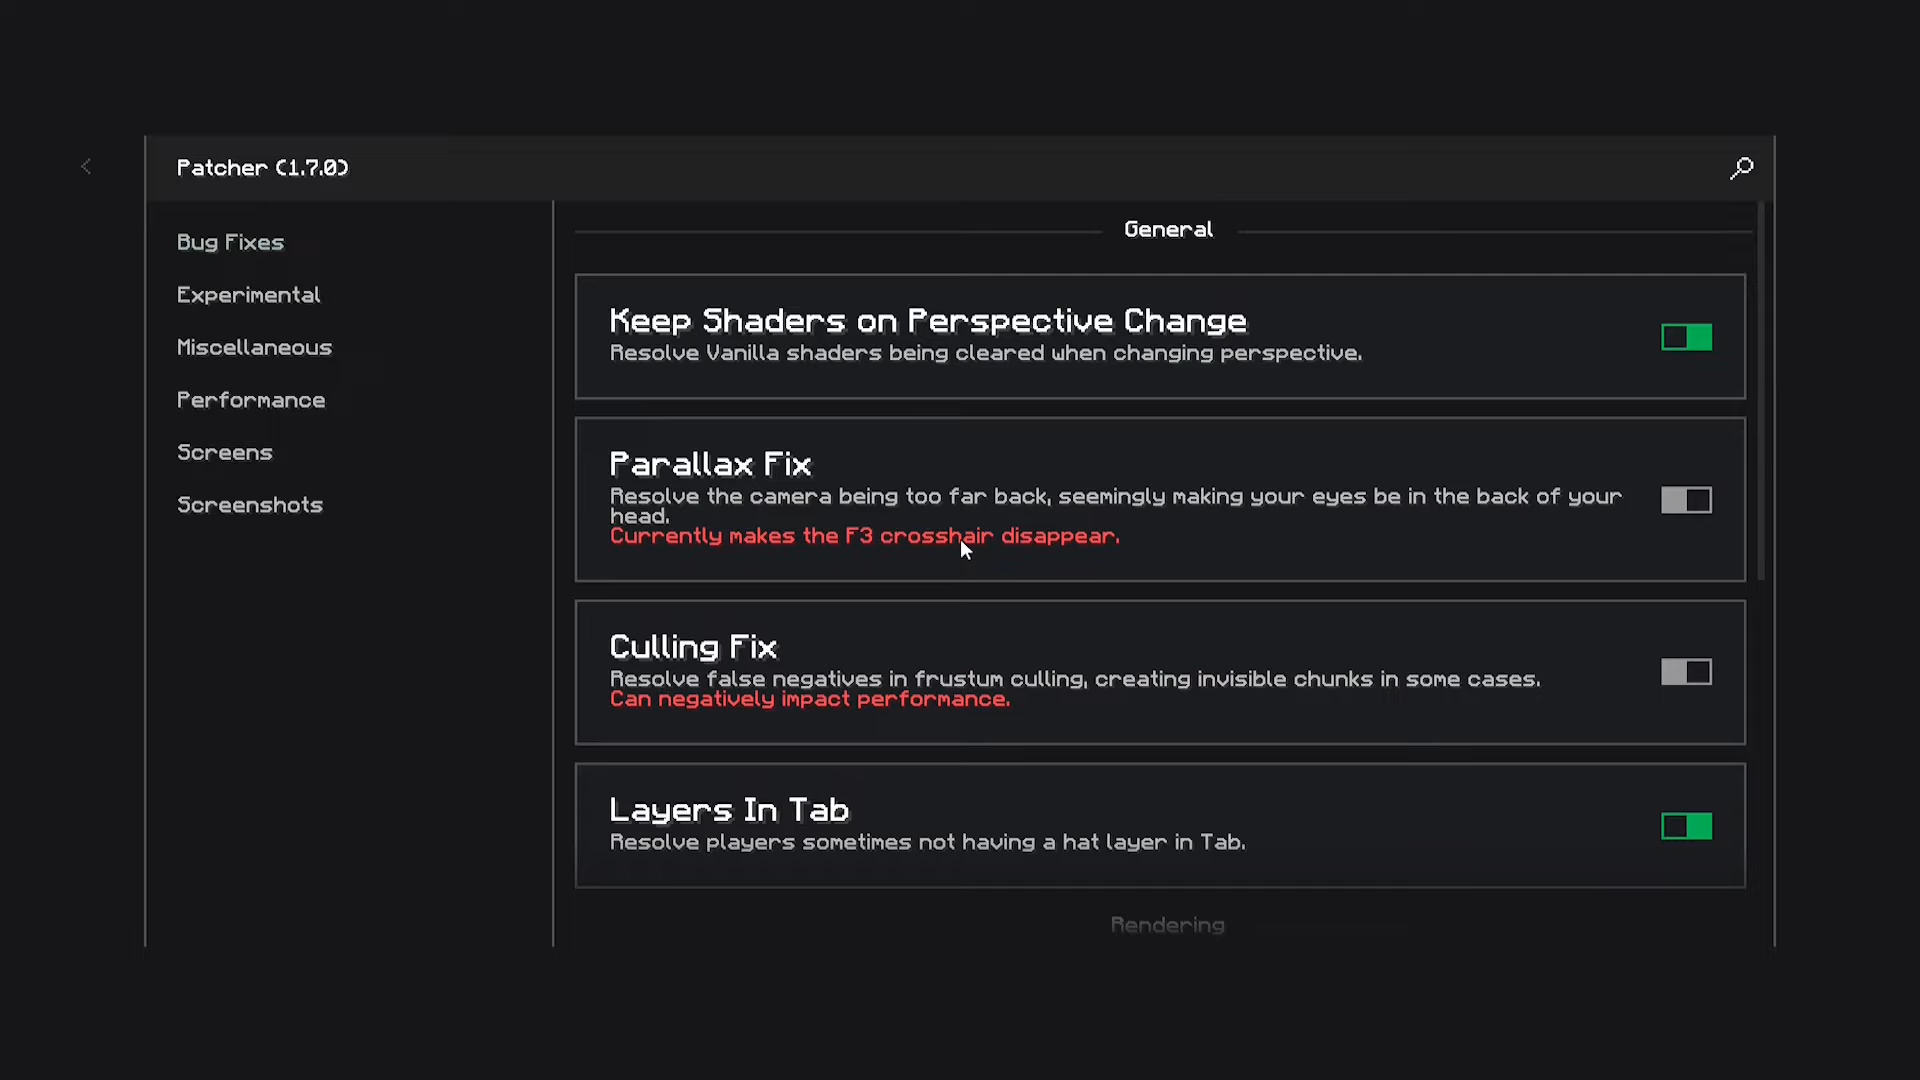 Patcher (1.7.0)
Bug Fixes
Experimental
Miscellaneous
Performance
Screens
Screenshots
General
Keep Shaders on Perspective Change
Resolve Vanilla shaders being cleared when changing perspective.
Parallax Fix
Resolve the camera being too far back, seemingly making your eyes be in the back of your
head.
Currently makes the F3 crosshair disappear.
Culling Fix
Resolve false negatives in frustum culling, creating invisible chunks in some cases.
Can negatively impact performance.
Layers In Tab
Resolve players sometimes not having a hat layer in Tab.
Rendering